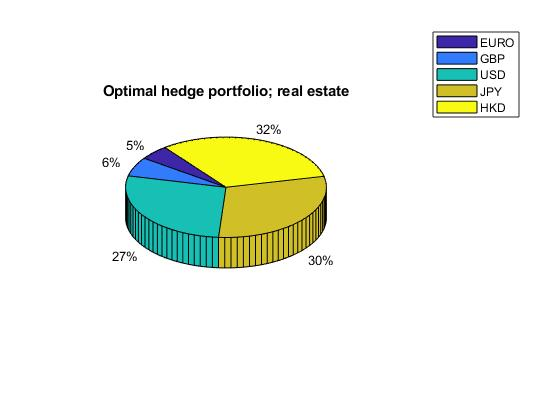 EURO
GBP
USD
JPY
HKD
Optimal hedge portfolio; real estate
32%
5%
6%
27%
30%